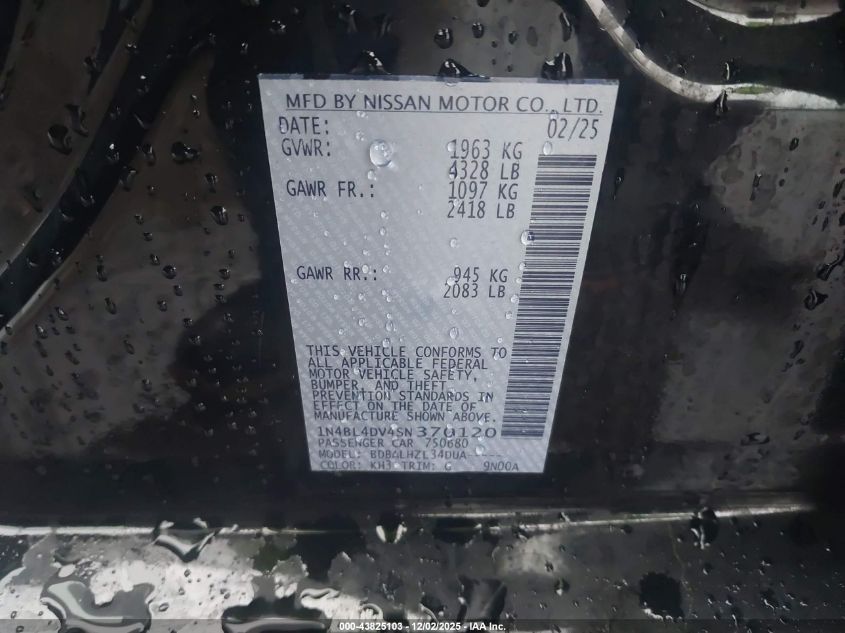 MFD BY NISSAN MOTOR CO., LTD.
DATE: 02/25
GVWR: 1963 KG
4328 LB
GAWR FR.: 1097 KG
2418 LB
GAWR RR.: 945 KG
2083 LB
THIS VEHICLE CONFORMS TO
ALL APPLICABLE FEDERAL
MOTOR VEHICLE SAFETY,
BUMPER, AND THEFT
PREVENTION STANDARDS IN
EFFECT ON THE DATE OF
MANUFACTURE SHOWN ABOVE.
1N4BL4DV4SN370120
PASSENGER CAR 750680
MODEL: BDBALHZL34DUA-----
COLOR: KH3 TRIM: G 9N00A
000-43825103 - 12/02/2025 - IAA, Inc.